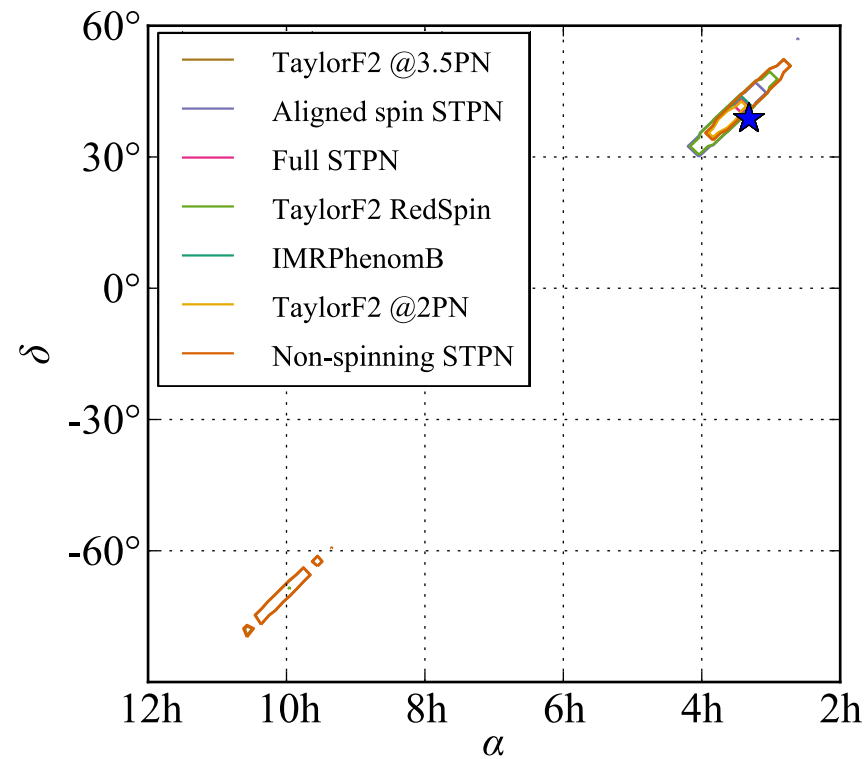 60°
30°
0°
-30°
-60°
δ
TaylorF2 @3.5PN
Aligned spin STPN
Full STPN
TaylorF2 RedSpin
IMRPhenomB
TaylorF2 @2PN
Non-spinning STPN
12h 10h 8h 6h 4h 2h
α